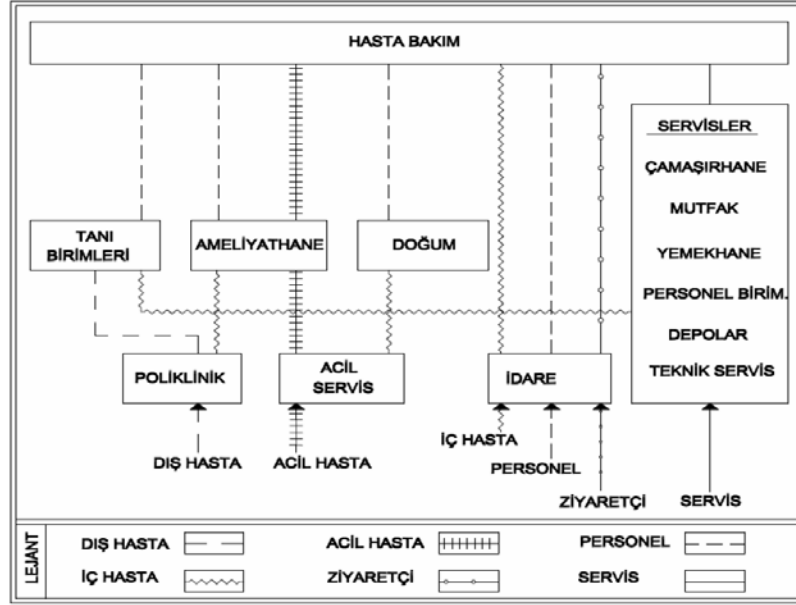 HASTA BAKIM
SERVİSLER
ÇAMAŞIRHANE
MUTFAK
YEMEKHANE
PERSONEL BİRİM.
DEPOLAR
TEKNİK SERVİS
TANI
BİRİMLERİ
AMELİYATHANE
DOĞUM
POLİKLİNİK
ACİL
SERVİS
İDARE
DIŞ HASTA
ACİL HASTA
İÇ HASTA
PERSONEL
ZİYARETÇİ
SERVİS
LEJANT
DIŞ HASTA
ACİL HASTA
PERSONEL
İÇ HASTA
ZİYARETÇİ
SERVİS